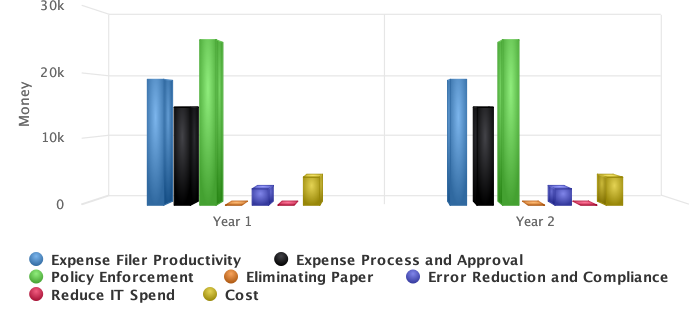 30k
20k
10k
0
Money
Year 1 Year 2
Expense Filer Productivity Expense Process and Approval
Policy Enforcement Eliminating Paper Error Reduction and Compliance
Reduce IT Spend Cost